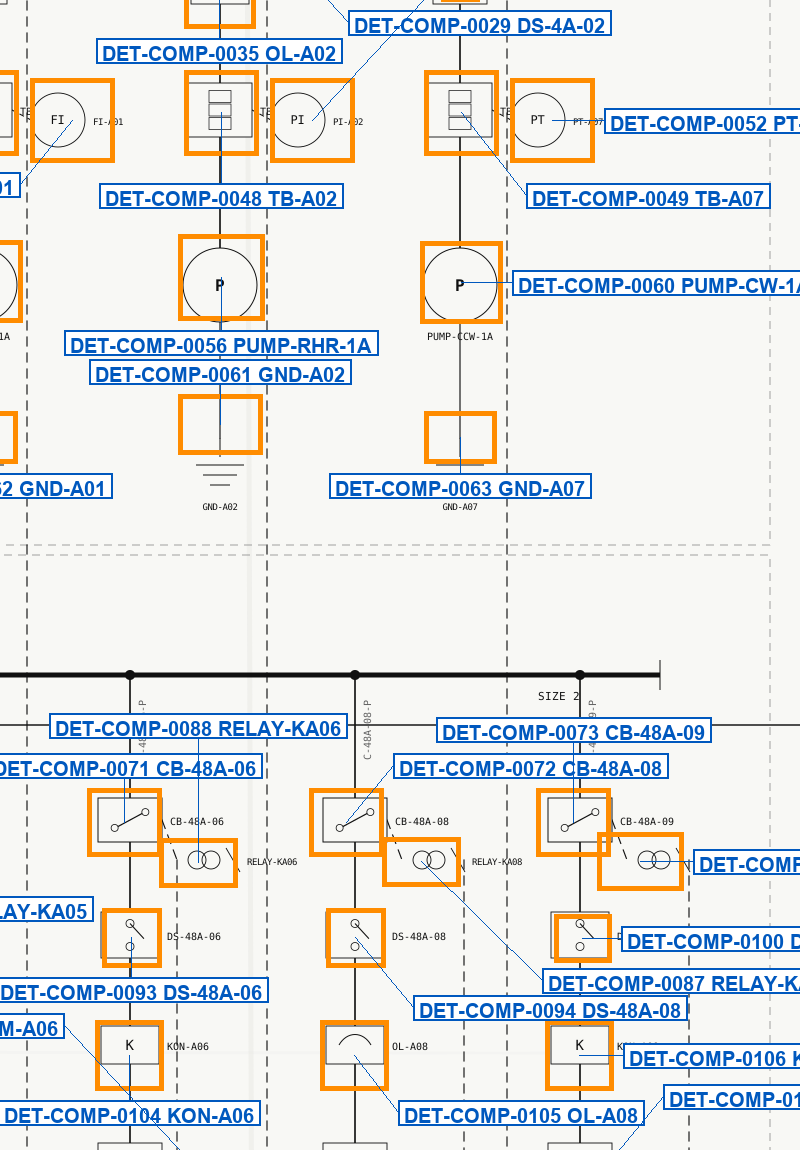 DET-COMP-0029 DS-4A-02
DET-COMP-0035 OL-A02
FI
FI-A01
PI
PI-A02
PT
DET-COMP-0052 PT-
01
DET-COMP-0048 TB-A02
DET-COMP-0049 TB-A07
P
P
DET-COMP-0060 PUMP-CW-1A
1A
PUMP-CCW-1A
DET-COMP-0056 PUMP-RHR-1A
DET-COMP-0061 GND-A02
62 GND-A01
DET-COMP-0063 GND-A07
GND-A02
GND-A07
SIZE 2
C-48A-08-P
DET-COMP-0088 RELAY-KA06
DET-COMP-0073 CB-48A-09
DET-COMP-0071 CB-48A-06
DET-COMP-0072 CB-48A-08
CB-48A-06
CB-48A-08
CB-48A-09
RELAY-KA06
RELAY-KA08
DET-COMP
LAY-KA05
DS-48A-06
DS-48A-08
DET-COMP-0100 D
DET-COMP-0093 DS-48A-06
DET-COMP-0087 RELAY-KA
DET-COMP-0094 DS-48A-08
M-A06
K
KON-A06
OL-A08
K
DET-COMP-0106 K
DET-COMP-0104 KON-A06
DET-COMP-0105 OL-A08
DET-COMP-01